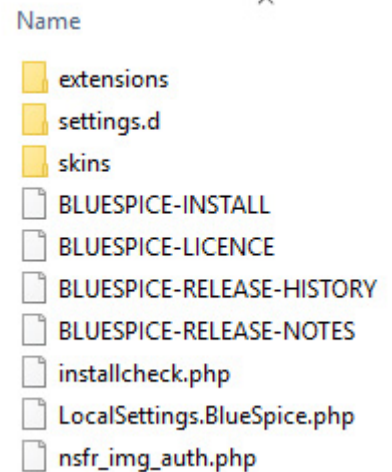 Name
extensions
settings.d
skins
BLUESPICE-INSTALL
BLUESPICE-LICENCE
BLUESPICE-RELEASE-HISTORY
BLUESPICE-RELEASE-NOTES
installcheck.php
LocalSettings.BlueSpice.php
nsfr_img_auth.php